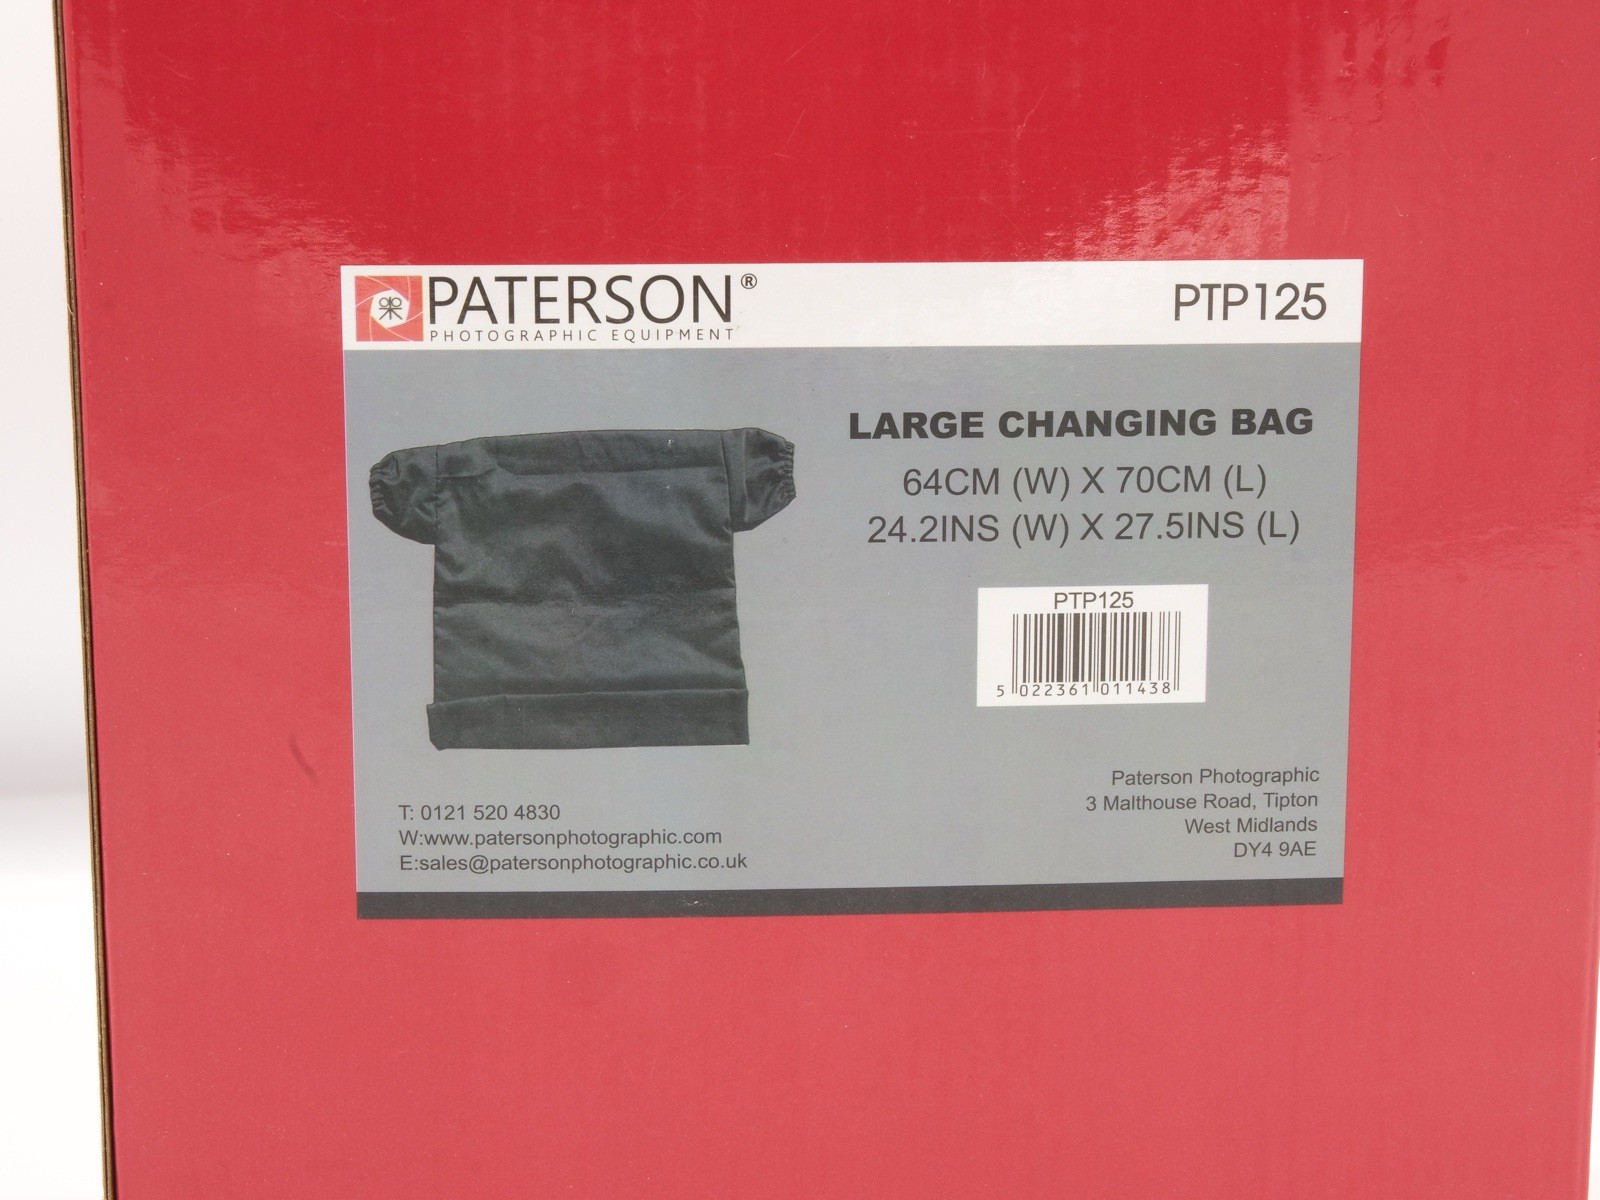 PATERSON®
PHOTOGRAPHIC EQUIPMENT
PTP125
LARGE CHANGING BAG
64CM (W) X 70CM (L)
24.2INS (W) X 27.5INS (L)
PTP125
5 022361 011438
T: 0121 520 4830
W:www.patersonphotographic.com
E:sales@patersonphotographic.co.uk
Paterson Photographic
3 Malthouse Road, Tipton
West Midlands
DY4 9AE